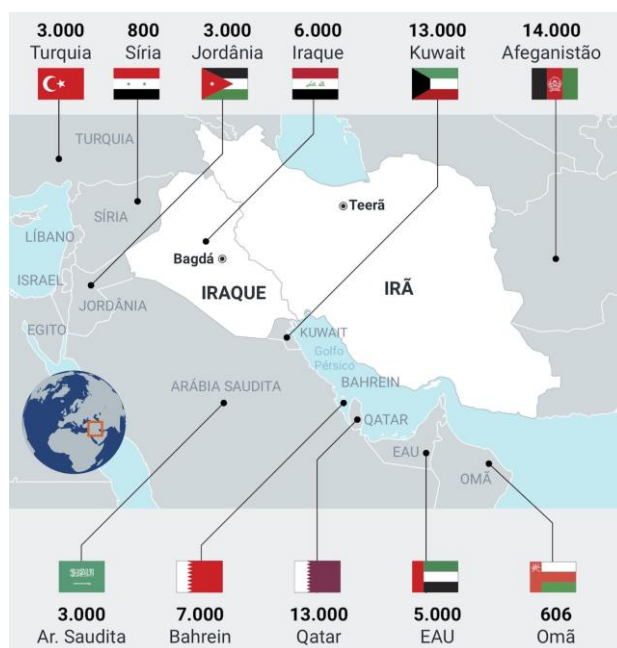 3.000 800 3.000 6.000 13.000 14.000
Turquia Síria Jordânia Iraque Kuwait Afeganistão
TURQUIA
Teerã
SÍRIA
LÍBANO
Bagdá
ISRAEL
IRAQUE
IRÃ
JORDÂNIA
EGITO
KUWAIT
Golfo
Pérsico
ARÁBIA SAUDITA
BAHREIN
QATAR
EAU
OMÃ
3.000 7.000 13.000 5.000 606
Ar. Saudita Bahrein Qatar EAU Omã